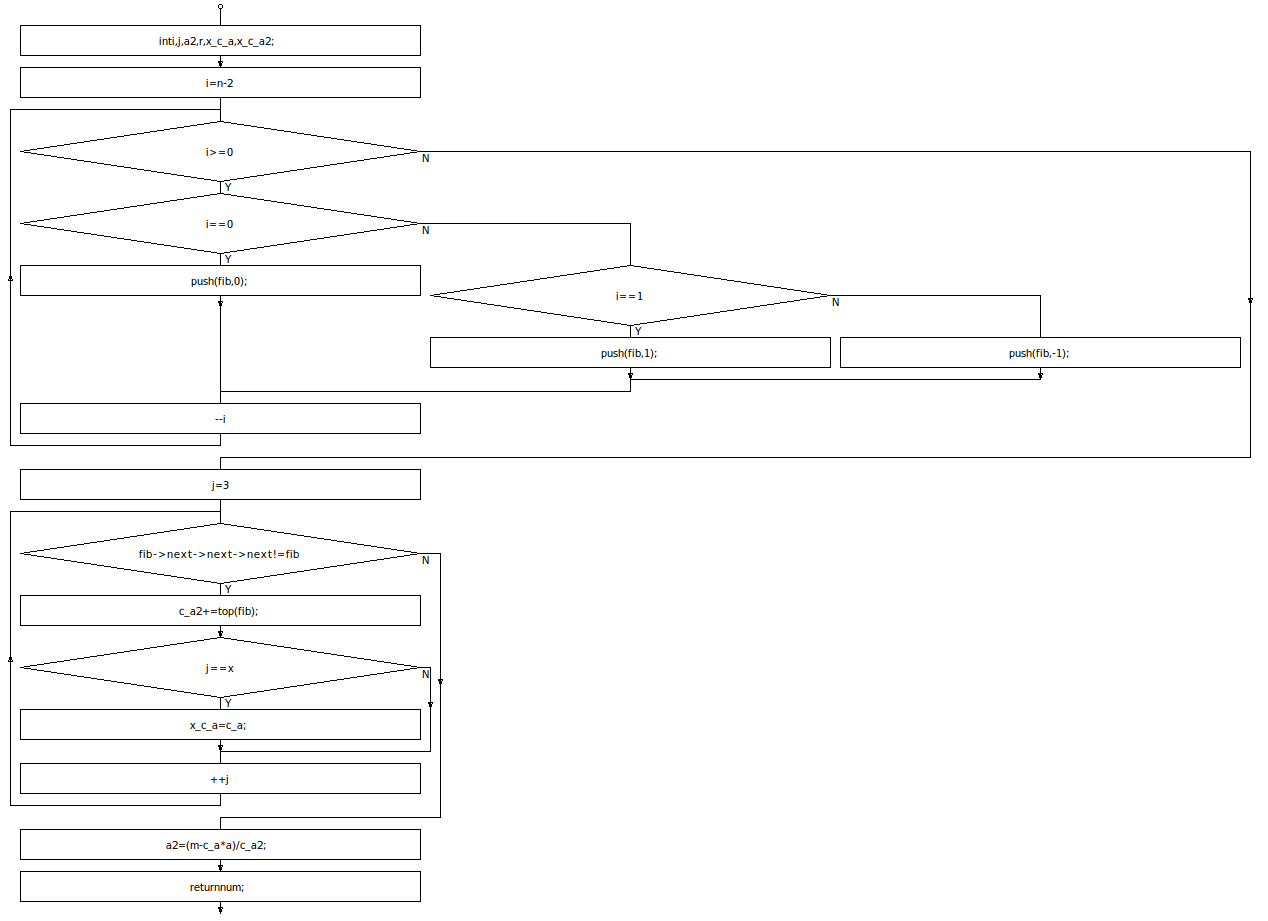 inti,j,a2,r,x_c_a,x_c_a2;
i=n-2
i>=0
N
Y
i==0
N
Y
push(fib,0);
i==1
N
Y
push(fib,1);
push(fib,-1);
--i
j=3
fib->next->next->next!=fib
N
Y
c_a2+=top(fib);
j==x
N
Y
x_c_a=c_a;
++j
a2=(m-c_a*a)/c_a2;
returnnum;